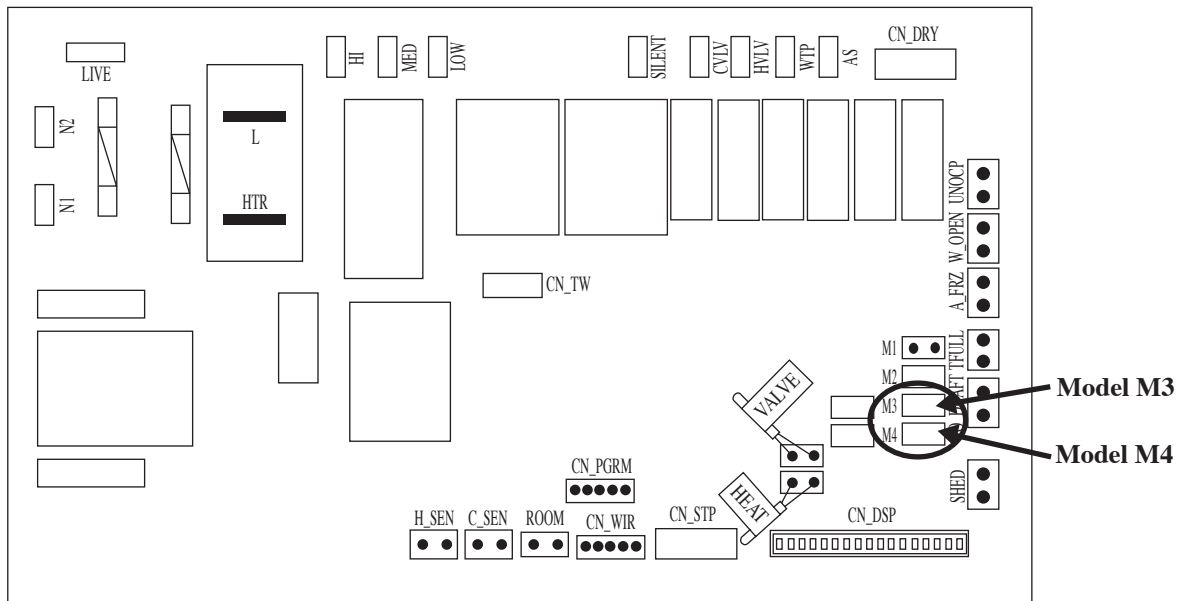 LIVE
HI
MED
LOW
SILENT
CVLV
HVLV
WTP
AS
CN_DRY
N2
N1
L
HTR
UNOCP
W_OPEN
A_FRZ
TFULL
CN_TW
M1
M2
M3
M4
VALVE
HEAT
Model M3
Model M4
SHED
CN_PGRM
H_SEN
C_SEN
ROOM
CN_WIR
CN_STP
CN_DSP